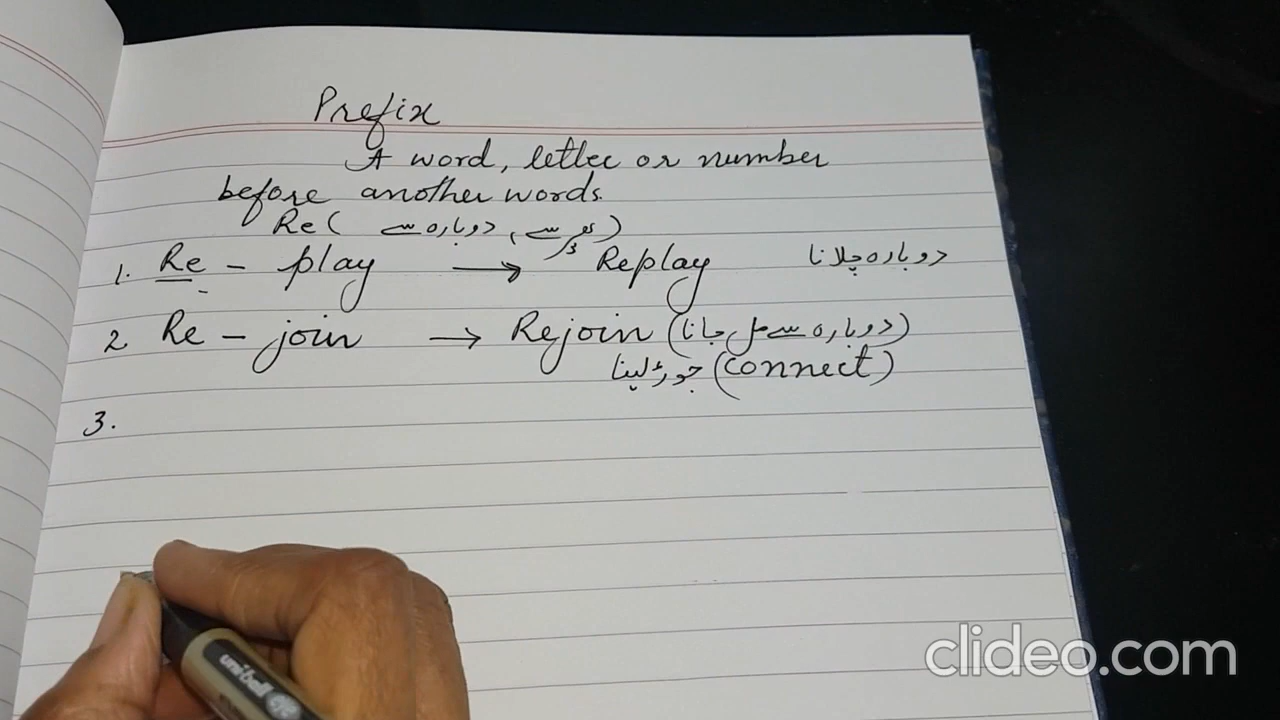 Prefix
A word, letter or number
before another words.
Re ( دوبارہ سے , پھر سے )
1. Re - play → Replay دوبارہ چلانا
2 Re - join → Rejoin (دوبارہ سے مل جانا)
جوڑ لینا (connect)
3.
uni-ball
clideo.com